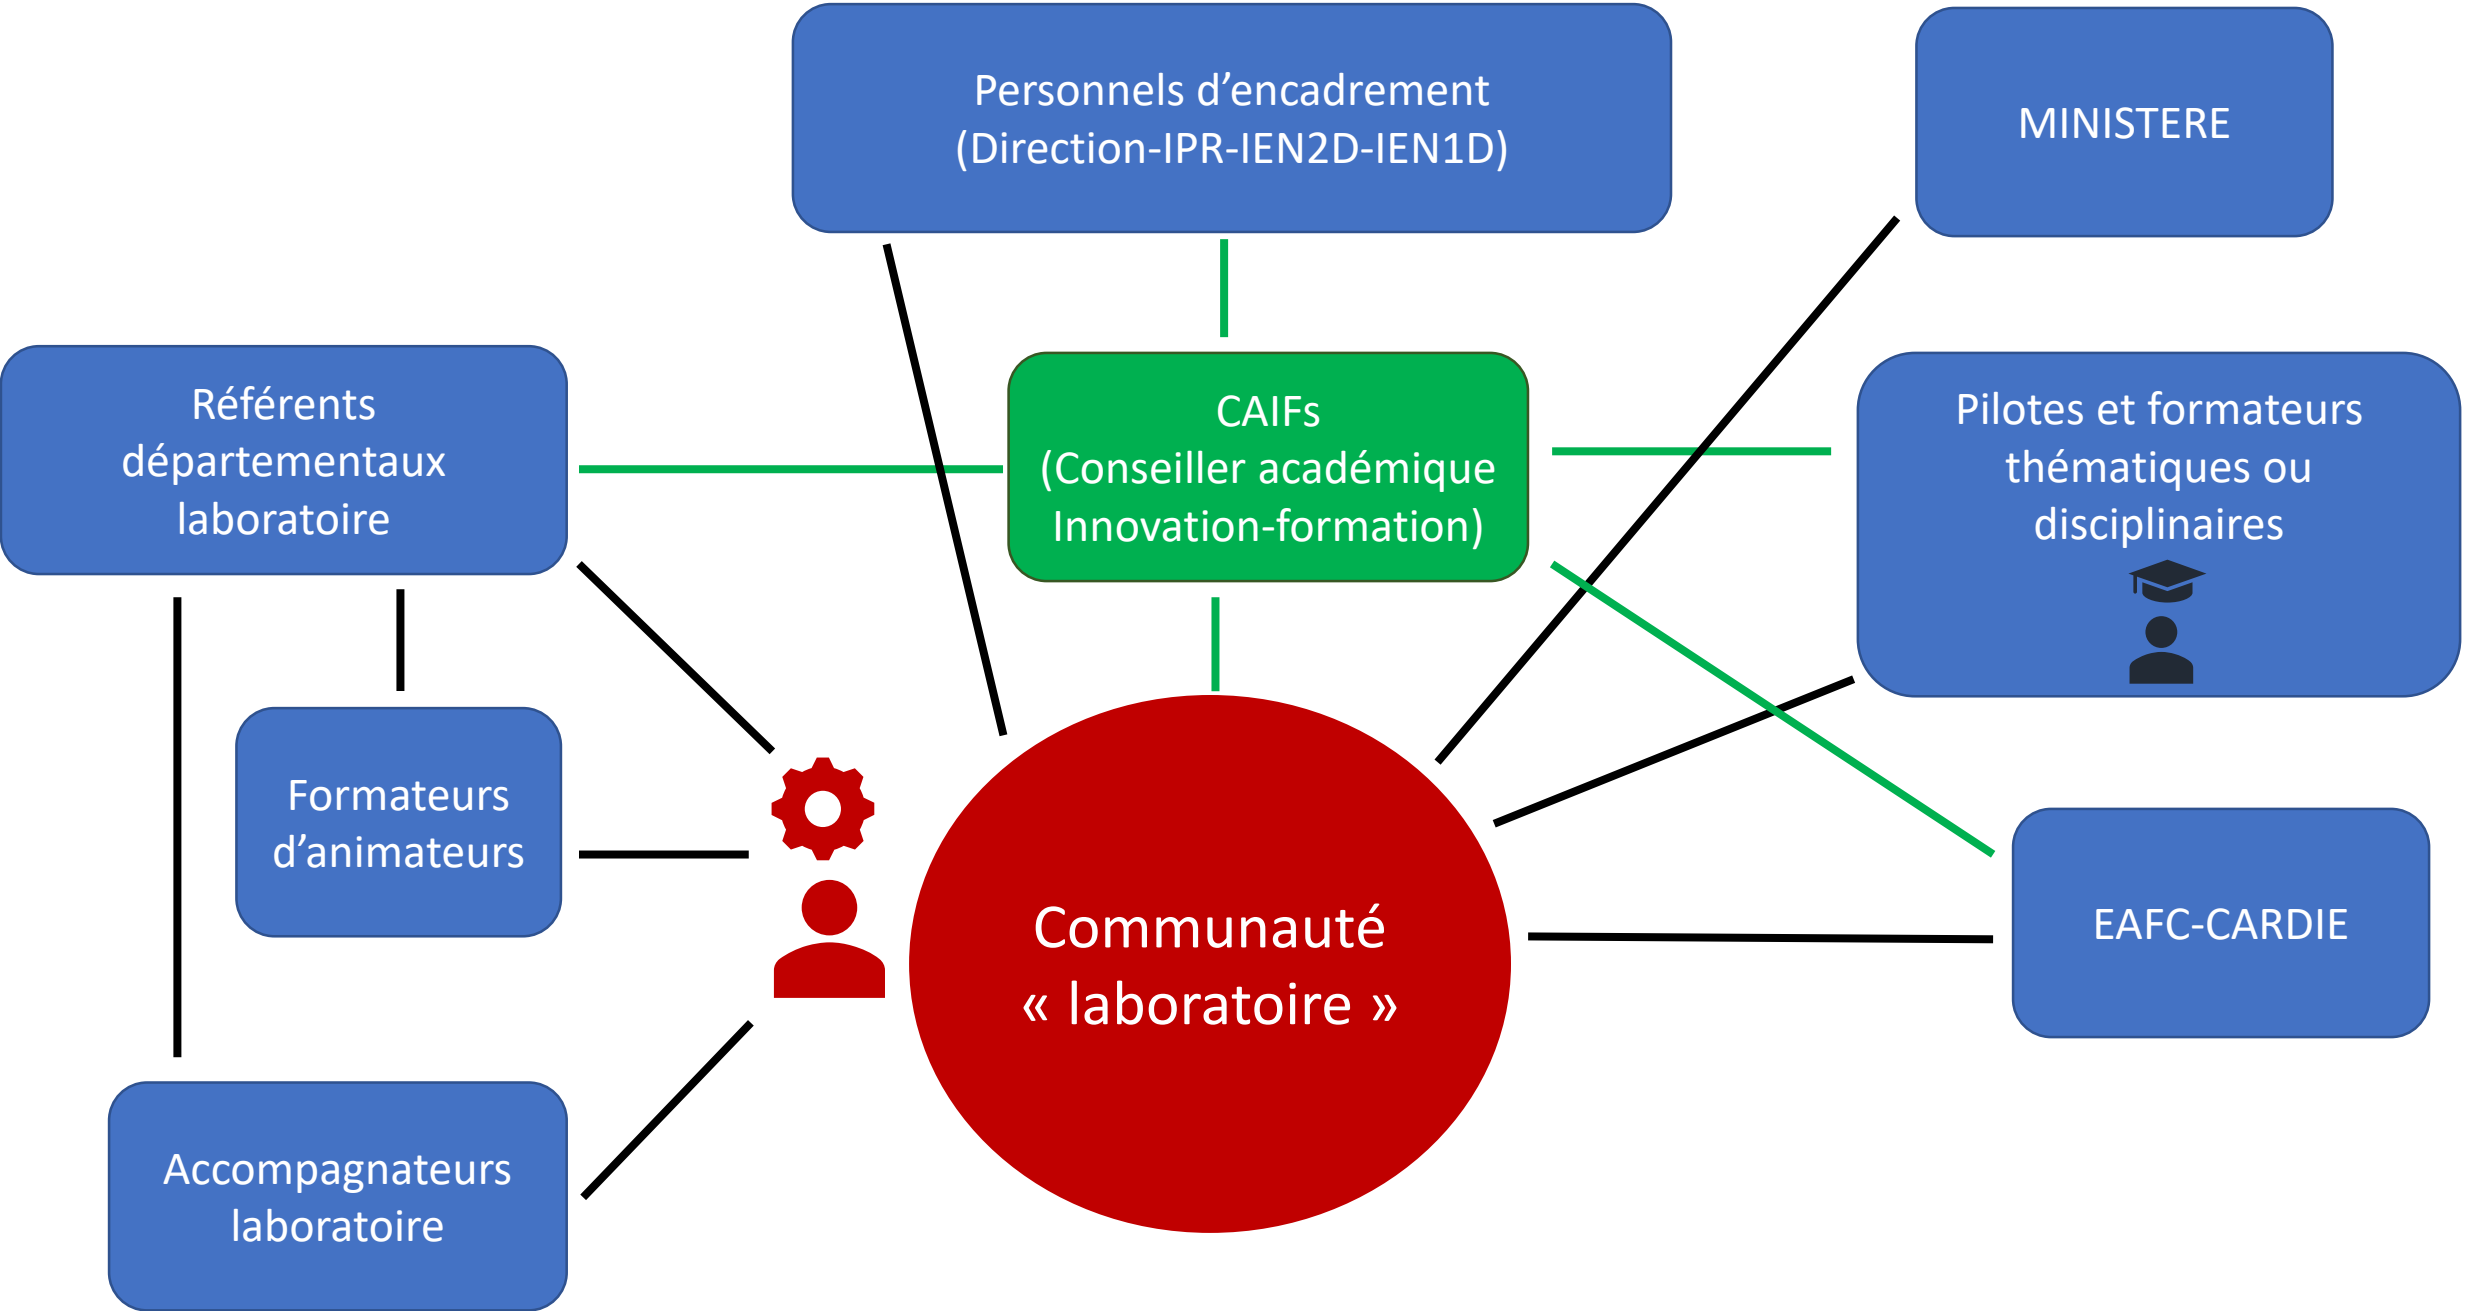 Personnels d’encadrement
(Direction-IPR-IEN2D-IEN1D)
MINISTERE
Référents
départementaux
laboratoire
CAIFs
(Conseiller académique
Innovation-formation)
Pilotes et formateurs
thématiques ou
disciplinaires
Formateurs
d’animateurs
Communauté
« laboratoire »
EAFC-CARDIE
Accompagnateurs
laboratoire